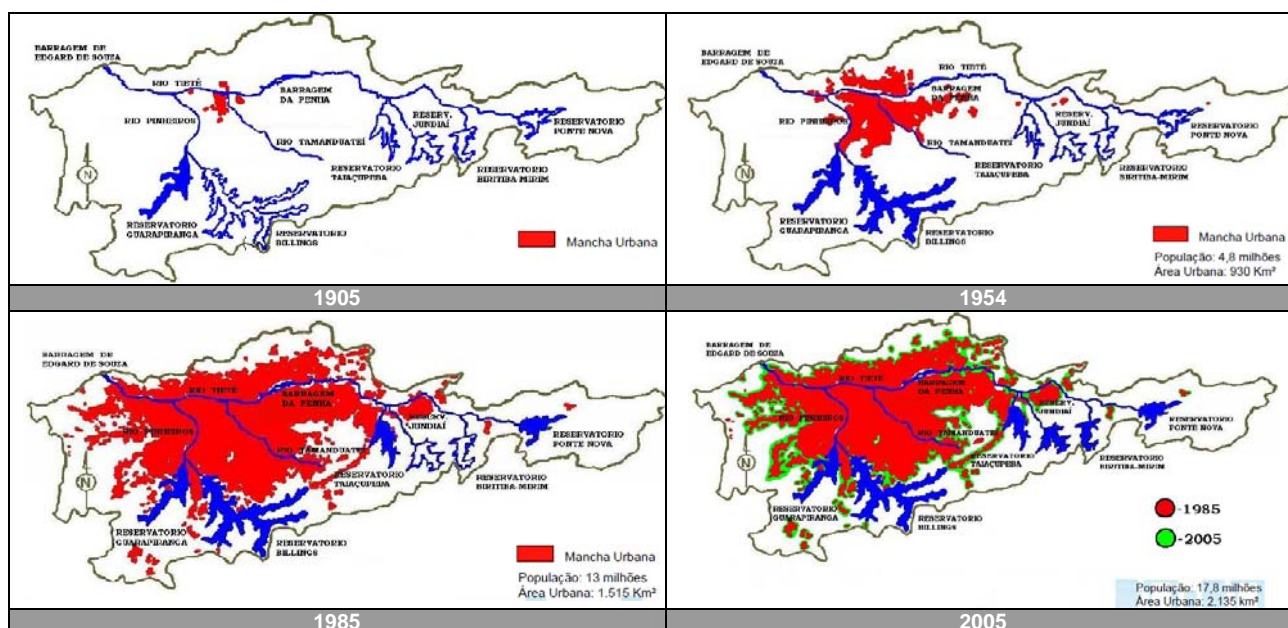 BARRAGEM DE
EDGARD DE SOUZA
RIO TIETÊ
BARRAGEM
DA PENHA
RIO PINHEIROS
RESERV.
JUNDIAÍ
RESERVATORIO
PONTE NOVA
RIO TAMANDUATEÍ
RESERVATORIO
TAIAÇUPEBA
RESERVATORIO
BIRITIBA-MIRIM
N
RESERVATORIO
GUARAPIRANGA
RESERVATORIO
BILLINGS
Mancha Urbana
1905
BARRAGEM DE
EDGARD DE SOUZA
RIO TIETÊ
BARRAGEM
DA PENHA
RIO PINHEIROS
RESERV.
JUNDIAÍ
RESERVATORIO
PONTE NOVA
RIO TAMANDUATEÍ
RESERVATORIO
TAIAÇUPEBA
RESERVATORIO
BIRITIBA-MIRIM
N
RESERVATORIO
GUARAPIRANGA
RESERVATORIO
BILLINGS
Mancha Urbana
População: 4,8 milhões
Área Urbana: 930 Km²
1954
BARRAGEM DE
EDGARD DE SOUZA
RIO TIETÊ
BARRAGEM
DA PENHA
RIO PINHEIROS
RESERV.
JUNDIAÍ
RESERVATORIO
PONTE NOVA
RIO TAMANDUATEÍ
RESERVATORIO
TAIAÇUPEBA
RESERVATORIO
BIRITIBA-MIRIM
N
RESERVATORIO
GUARAPIRANGA
RESERVATORIO
BILLINGS
Mancha Urbana
População: 13 milhões
Área Urbana: 1.515 Km²
1985
BARRAGEM DE
EDGARD DE SOUZA
RIO TIETÊ
BARRAGEM
DA PENHA
RIO PINHEIROS
RESERV.
JUNDIAÍ
RESERVATORIO
PONTE NOVA
RIO TAMANDUATEÍ
RESERVATORIO
TAIAÇUPEBA
RESERVATORIO
BIRITIBA-MIRIM
N
RESERVATORIO
GUARAPIRANGA
RESERVATORIO
BILLINGS
-1985
-2005
População: 17,8 milhões
Área Urbana: 2.135 km²
2005